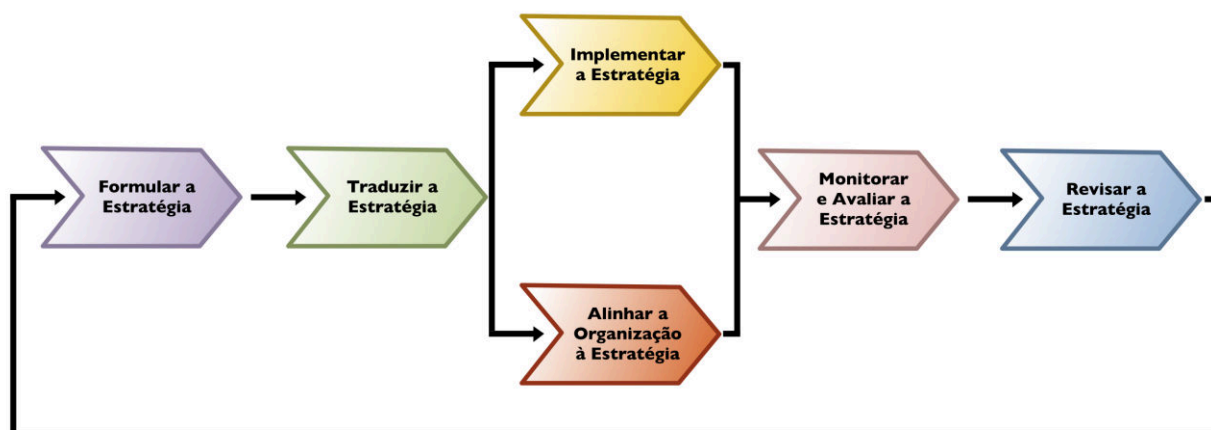 Implementar
a Estratégia
Formular a
Estratégia
Traduzir a
Estratégia
Monitorar
e Avaliar a
Estratégia
Revisar a
Estratégia
Alinhar a
Organização
à Estratégia